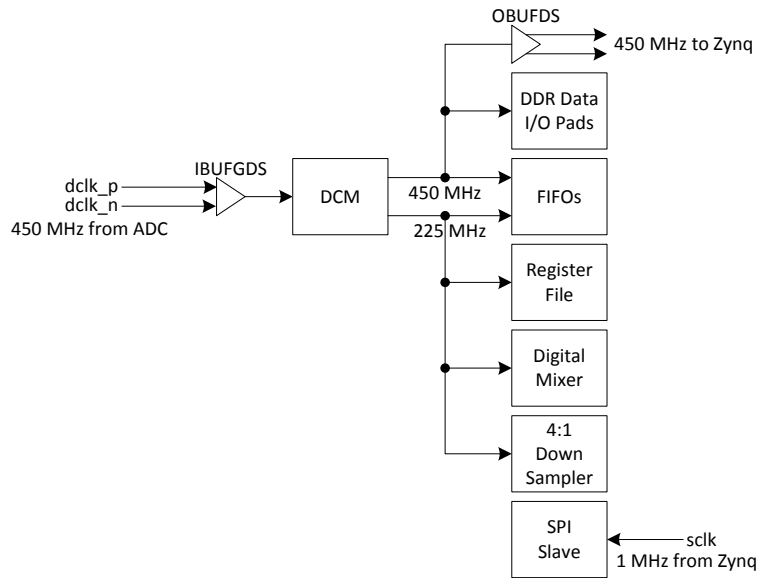 OBUFDS
450 MHz to Zynq
DDR Data
I/O Pads
IBUFGDS
dclk_p
dclk_n
450 MHz from ADC
DCM
450 MHz
225 MHz
FIFOs
Register
File
Digital
Mixer
4:1
Down
Sampler
SPI
Slave
sclk
1 MHz from Zynq